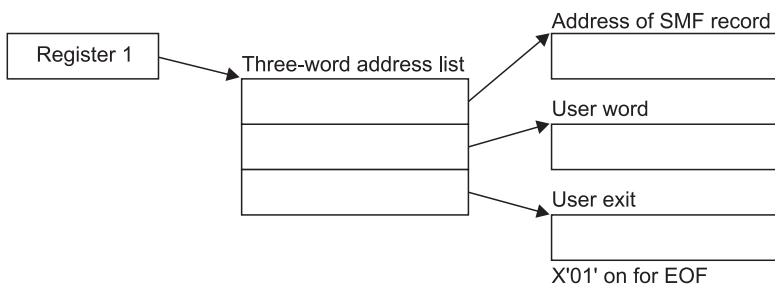 Address of SMF record
Register 1
Three-word address list
User word
User exit
X'01' on for EOF